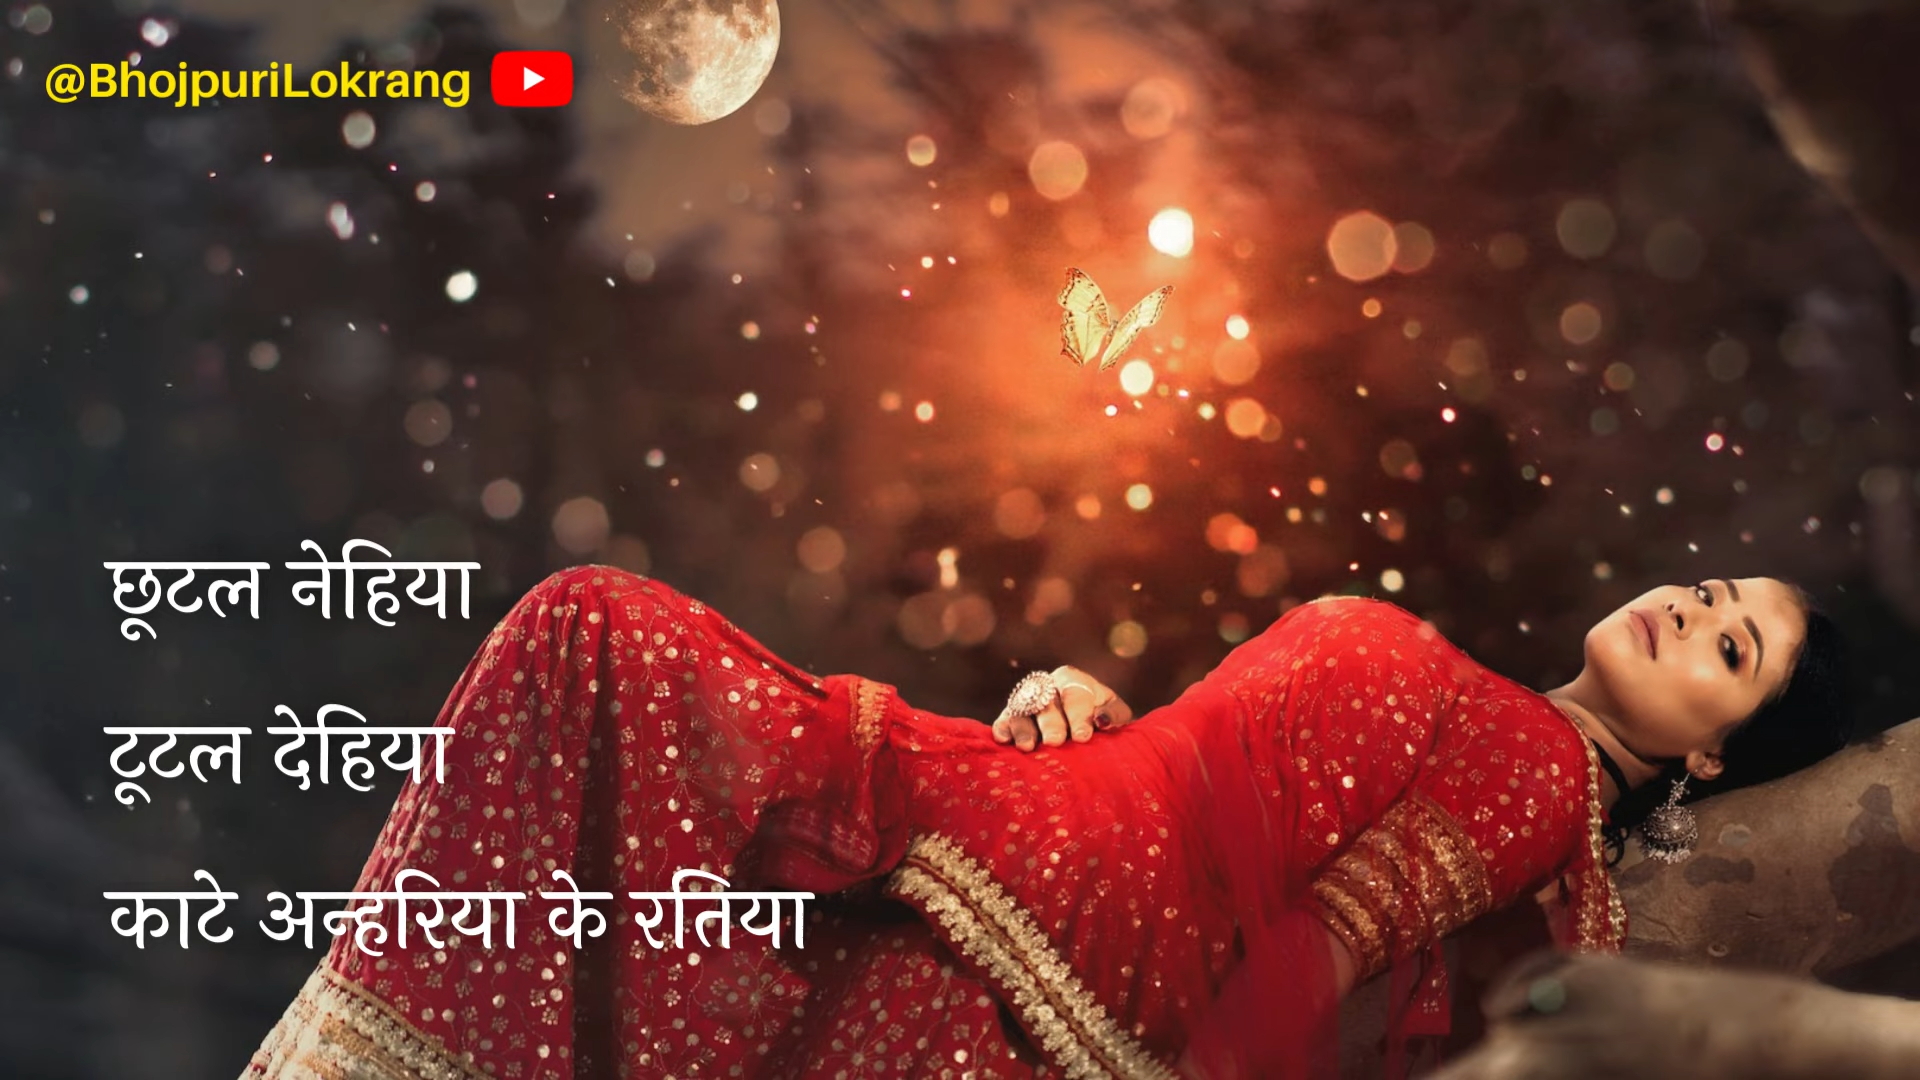 @BhojpuriLokrang
छूटल नेहिया
टूटल देहिया
काटे अन्हरिया के रतिया